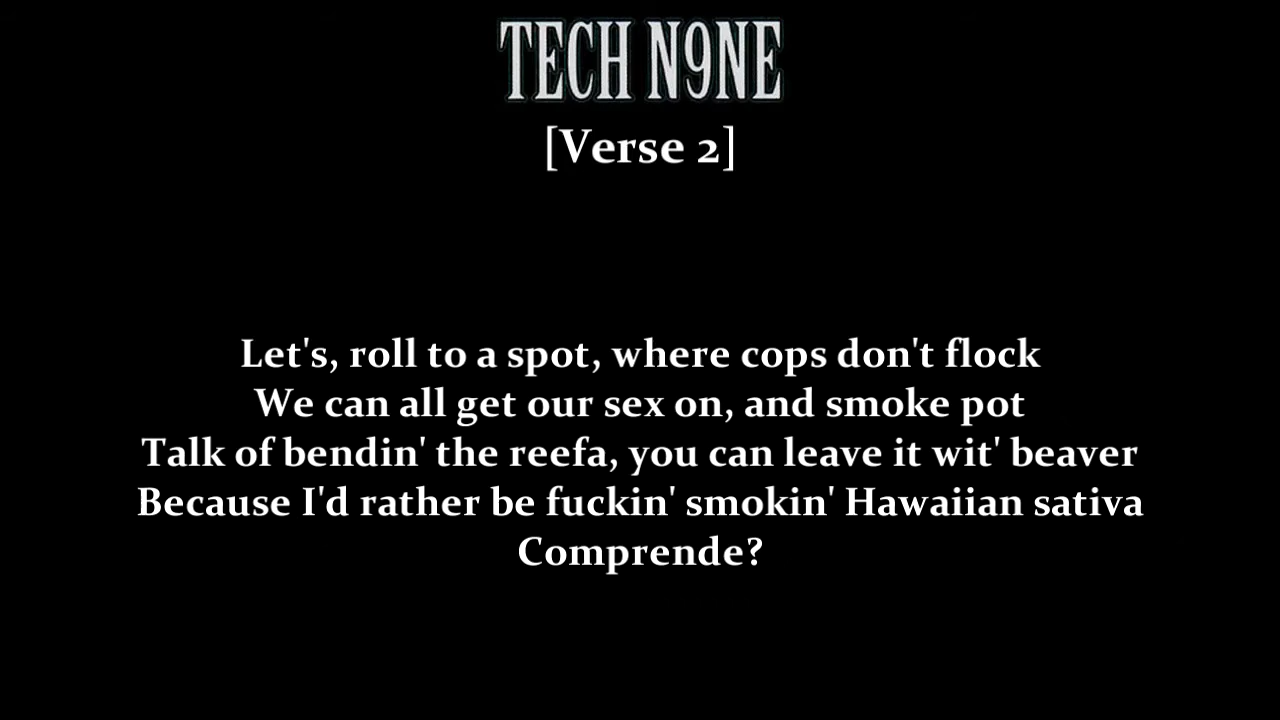 TECH N9NE
[Verse 2]
Let's, roll to a spot, where cops don't flock
We can all get our sex on, and smoke pot
Talk of bendin' the reefa, you can leave it wit' beaver
Because I'd rather be fuckin' smokin' Hawaiian sativa
Comprende?